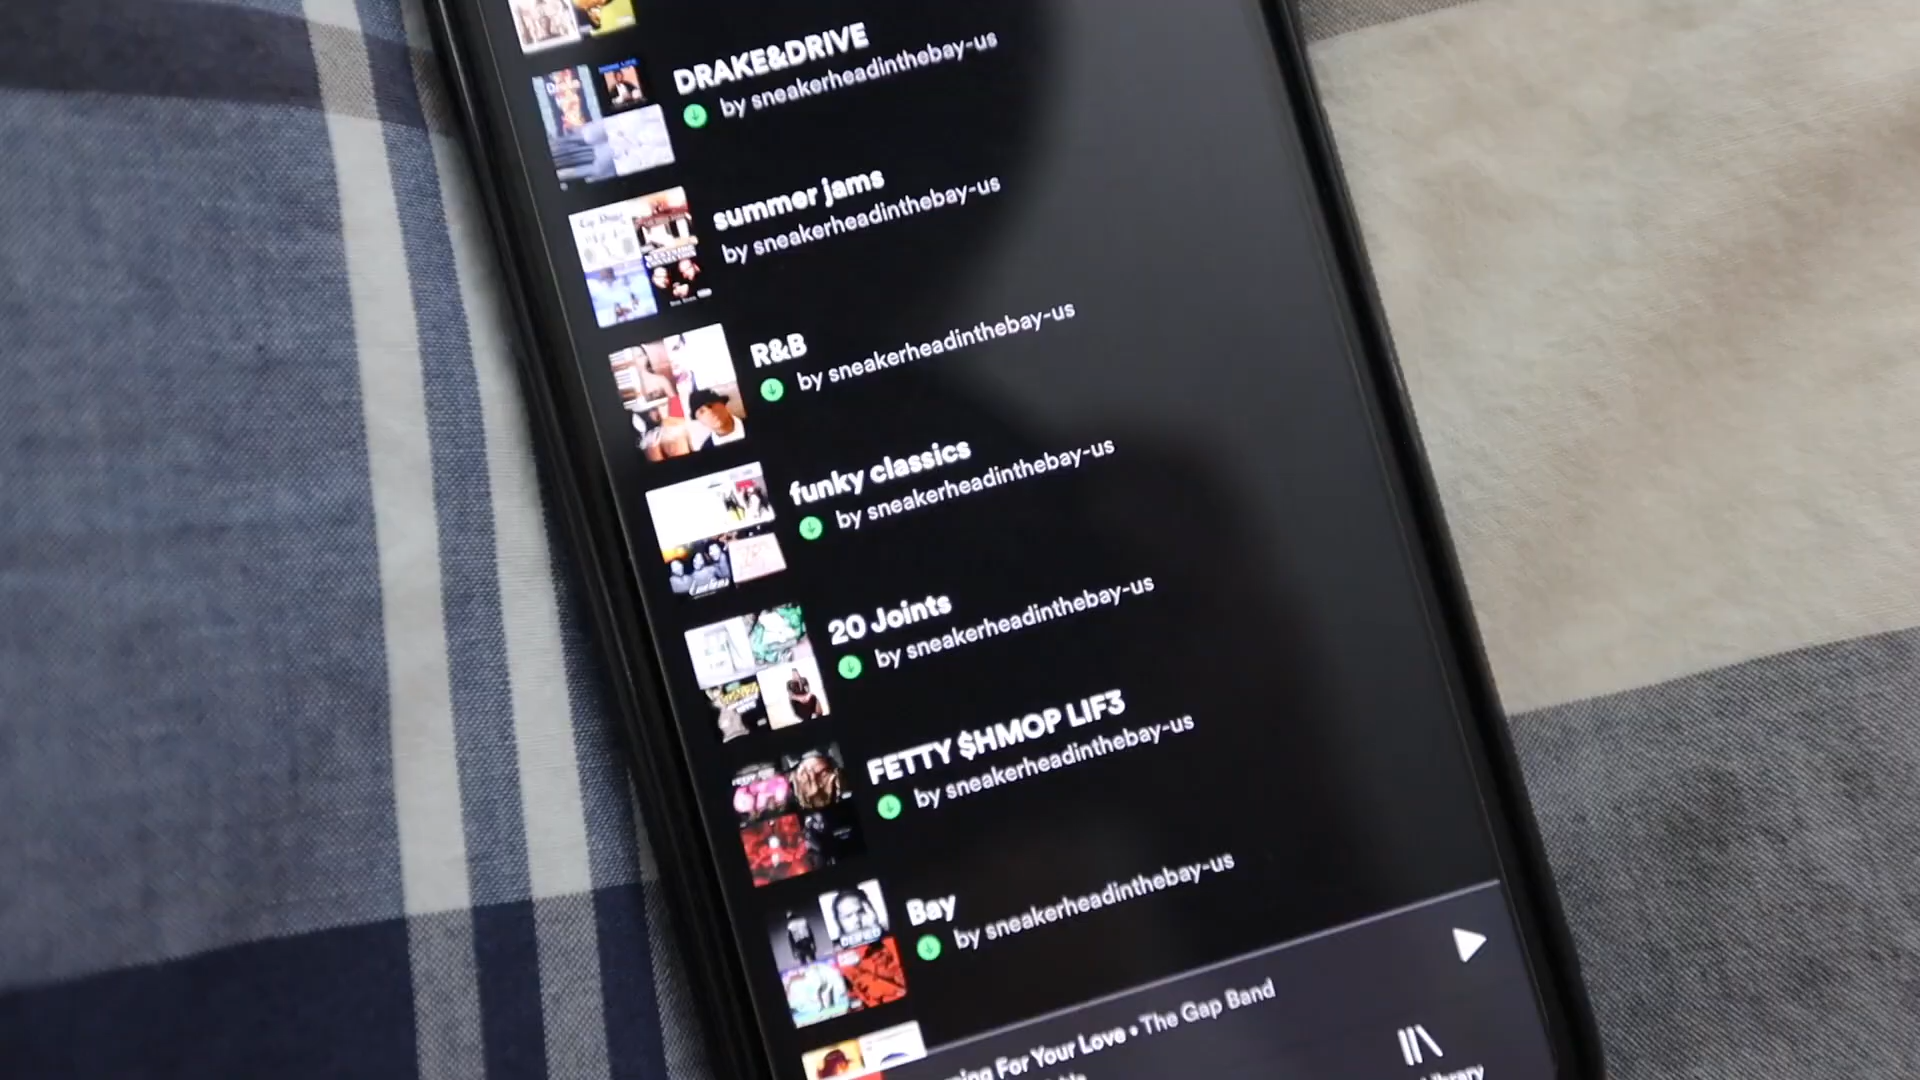 DRAKE&DRIVE
by sneakerheadinthebay-us
summer jams
by sneakerheadinthebay-us
R&B
by sneakerheadinthebay-us
funky classics
by sneakerheadinthebay-us
20 Joints
by sneakerheadinthebay-us
FETTY $HMOP LIF3
by sneakerheadinthebay-us
Bay
by sneakerheadinthebay-us
For Your Love • The Gap Band